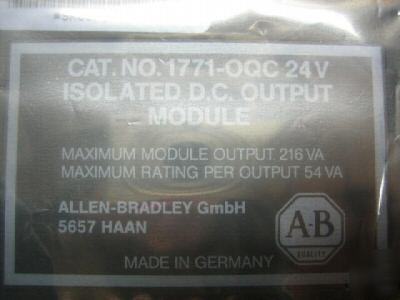 CAT. NO. 1771-OQC 24V
ISOLATED D.C. OUTPUT
MODULE
MAXIMUM MODULE OUTPUT 216 VA
MAXIMUM RATING PER OUTPUT 54 VA
ALLEN-BRADLEY GmbH
5657 HAAN
A-B
QUALITY
MADE IN GERMANY